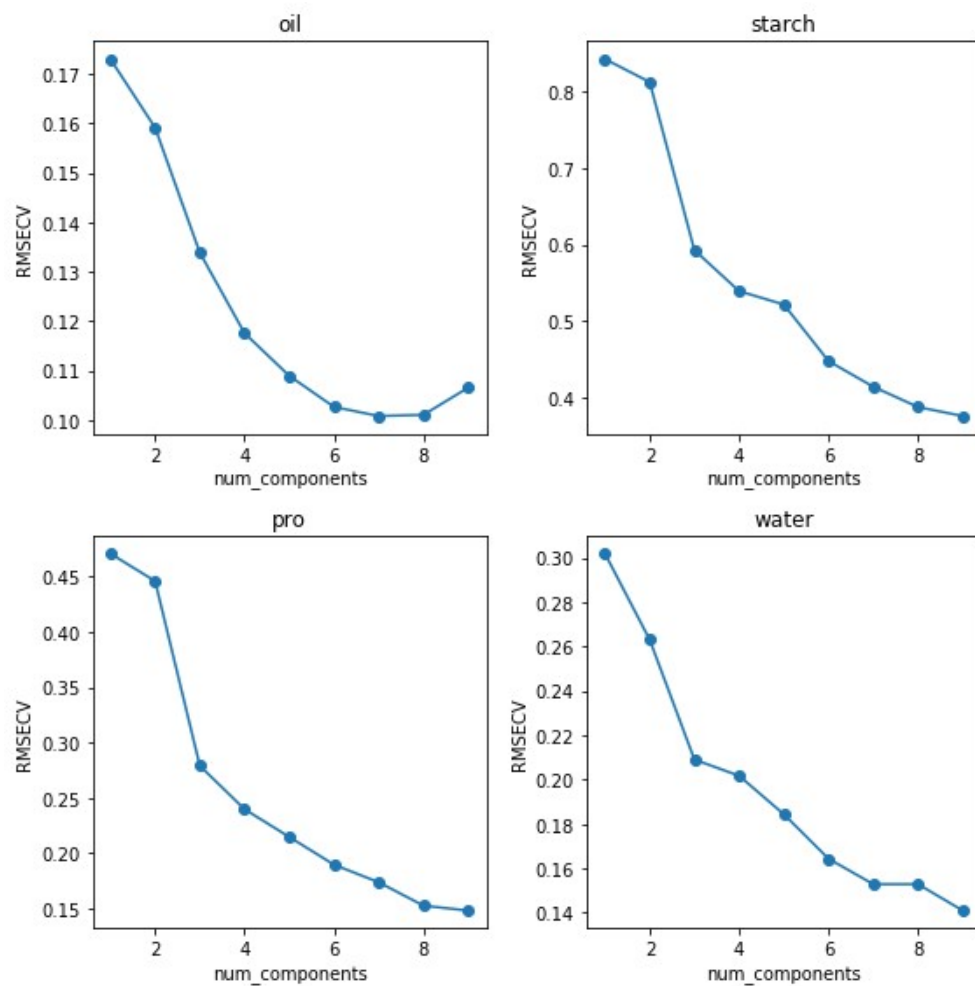 oil
0.17
0.16
0.15
0.14
0.13
0.12
0.11
0.10
RMSECV
2 4 6 8
num_components
starch
0.8
0.7
0.6
0.5
0.4
RMSECV
2 4 6 8
num_components
pro
0.45
0.40
0.35
0.30
0.25
0.20
0.15
RMSECV
2 4 6 8
num_components
water
0.30
0.28
0.26
0.24
0.22
0.20
0.18
0.16
0.14
RMSECV
2 4 6 8
num_components